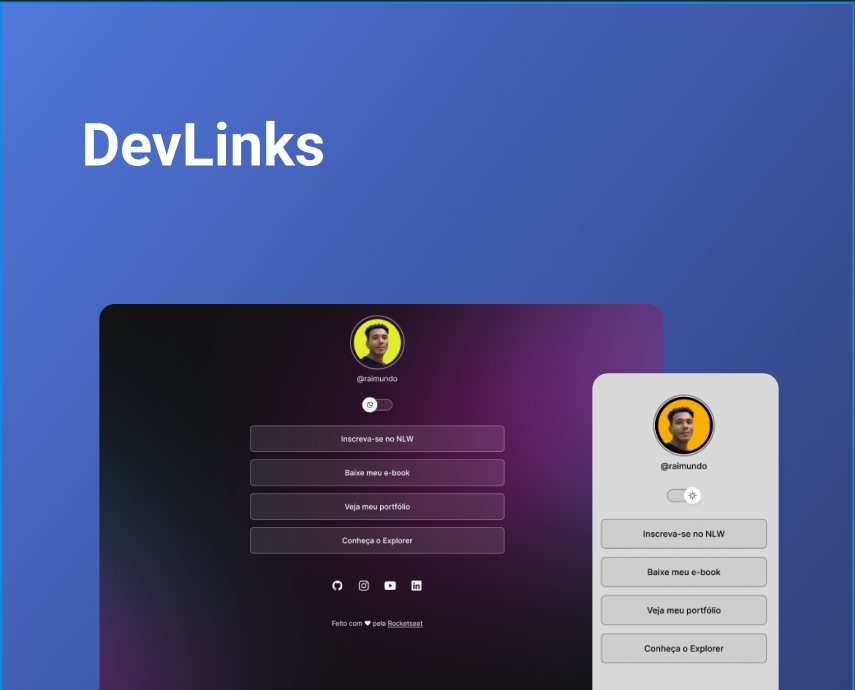 DevLinks
@raimundo
Inscreva-se no NLW
Baixe meu e-book
Veja meu portfólio
Conheça o Explorer
Feito com ♥ pela Rocketseat
@raimundo
Inscreva-se no NLW
Baixe meu e-book
Veja meu portfólio
Conheça o Explorer